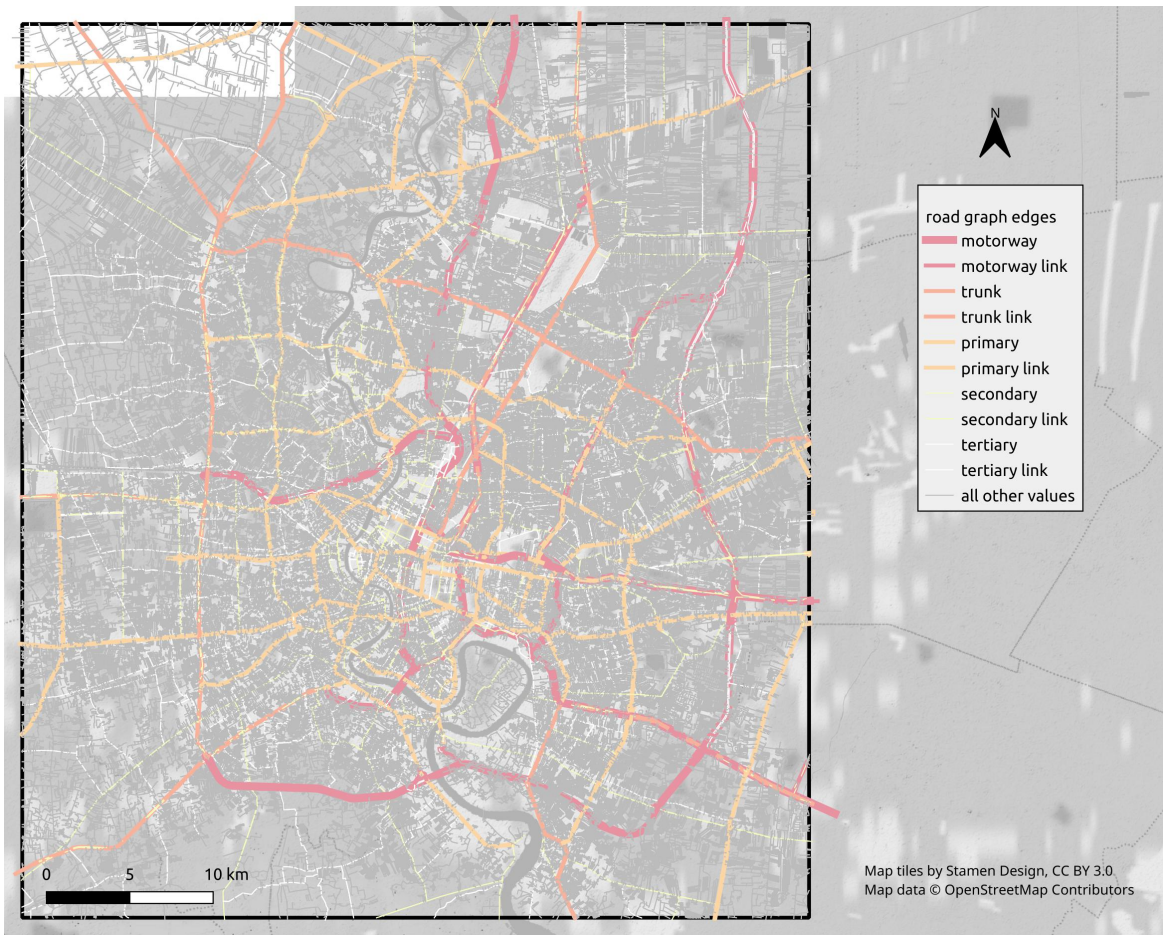 N
road graph edges
motorway
motorway link
trunk
trunk link
primary
primary link
secondary
secondary link
tertiary
tertiary link
all other values
0 5 10 km
Map tiles by Stamen Design, CC BY 3.0
Map data © OpenStreetMap Contributors